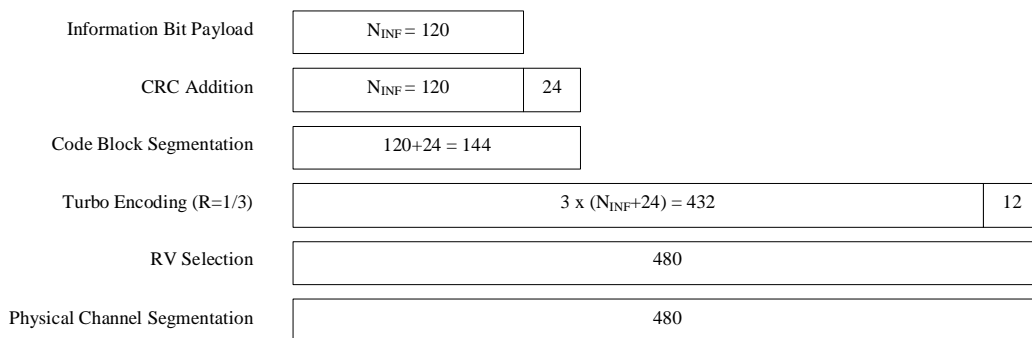 Information Bit Payload
N_INF = 120
CRC Addition
N_INF = 120
24
Code Block Segmentation
120+24 = 144
Turbo Encoding (R=1/3)
3 x (N_INF+24) = 432
12
RV Selection
480
Physical Channel Segmentation
480